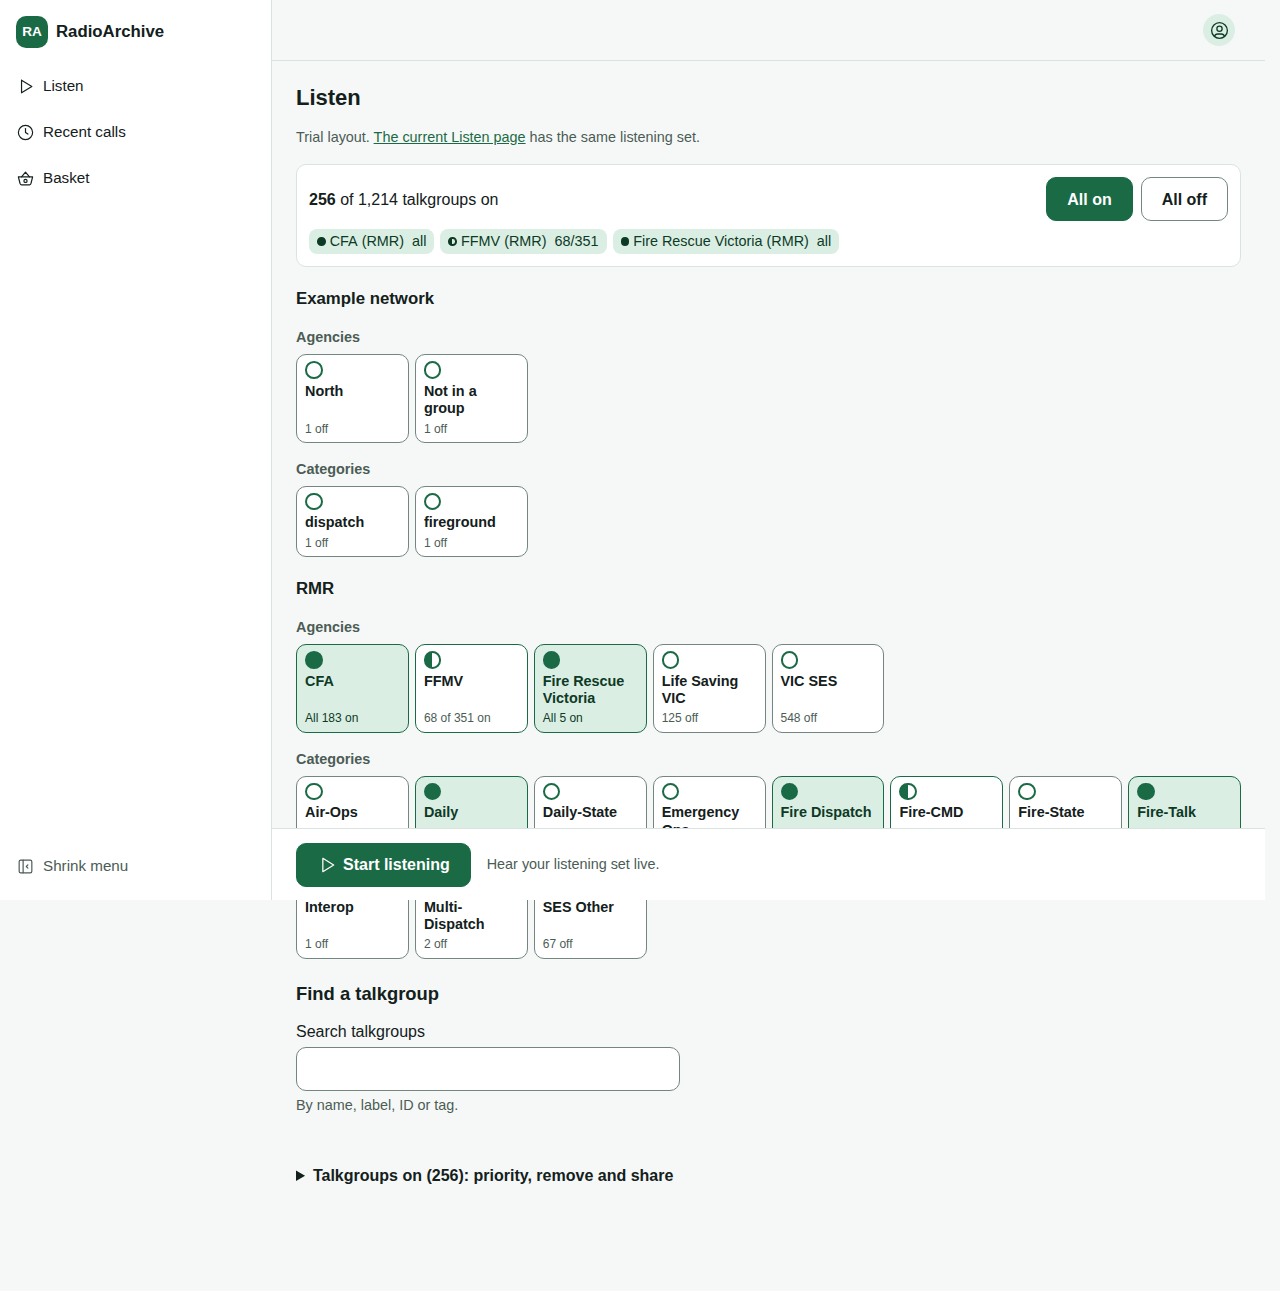 RA RadioArchive
Listen
Recent calls
Basket
Shrink menu
Listen
Trial layout. The current Listen page has the same listening set.
256 of 1,214 talkgroups on
All on
All off
CFA (RMR) all
FFMV (RMR) 68/351
Fire Rescue Victoria (RMR) all
Example network
Agencies
North
1 off
Not in a
group
1 off
Categories
dispatch
1 off
fireground
1 off
RMR
Agencies
CFA
All 183 on
FFMV
68 of 351 on
Fire Rescue
Victoria
All 5 on
Life Saving
VIC
125 off
VIC SES
548 off
Categories
Air-Ops
Daily
Daily-State
Emergency
Fire Dispatch
Fire-CMD
Fire-State
Fire-Talk
Start listening
Hear your listening set live.
Interop
1 off
Multi-
Dispatch
2 off
SES Other
67 off
Find a talkgroup
Search talkgroups
By name, label, ID or tag.
Talkgroups on (256): priority, remove and share